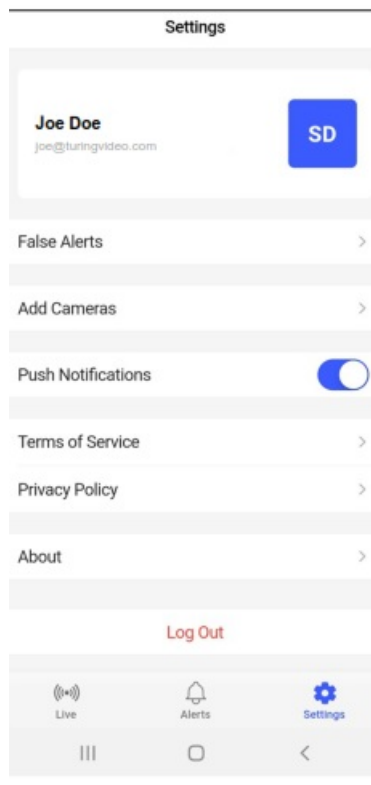 Settings
Joe Doe
joe@turingvideo.com
SD
False Alerts
Add Cameras
Push Notifications
Terms of Service
Privacy Policy
About
Log Out
Live
Alerts
Settings